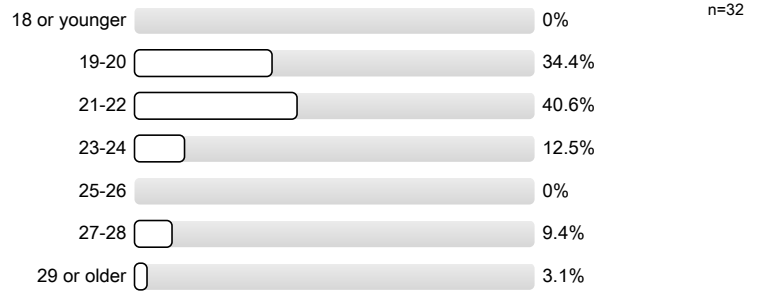 18 or younger 0% n=32
19-20 34.4%
21-22 40.6%
23-24 12.5%
25-26 0%
27-28 9.4%
29 or older 3.1%